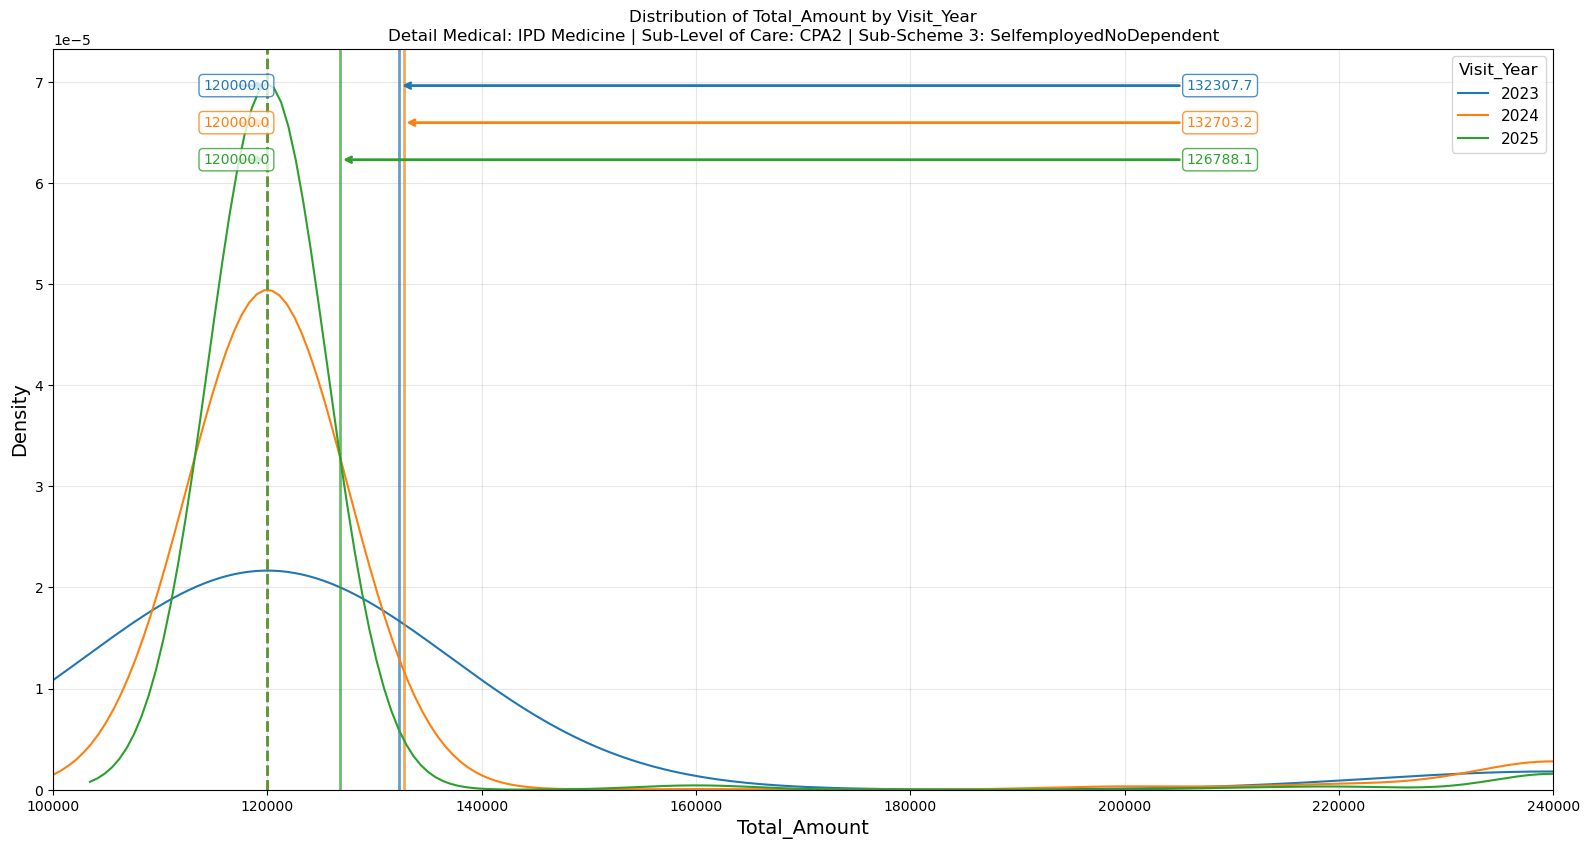 Distribution of Total_Amount by Visit_Year
Detail Medical: IPD Medicine | Sub-Level of Care: CPA2 | Sub-Scheme 3: SelfemployedNoDependent
1e−5
Visit_Year
2023
2024
2025
120000.0
132307.7
120000.0
132703.2
120000.0
126788.1
7
6
5
4
3
2
1
0
Density
100000 120000 140000 160000 180000 200000 220000 240000
Total_Amount